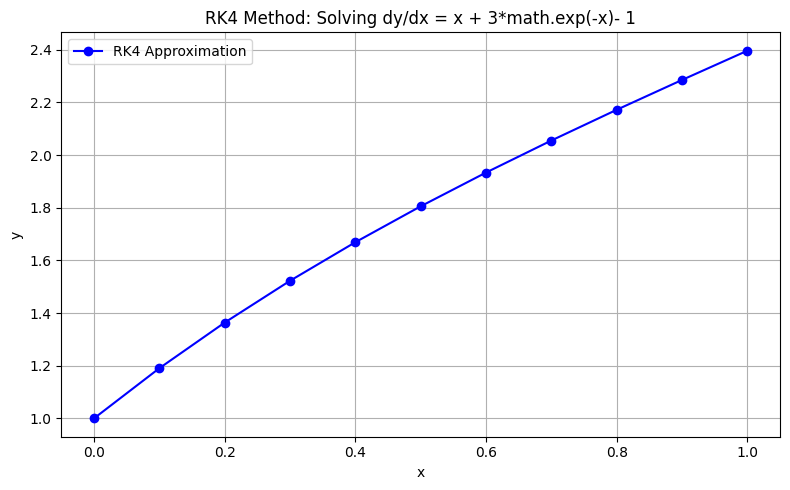 RK4 Method: Solving dy/dx = x + 3*math.exp(-x)- 1
RK4 Approximation
2.4
2.2
2.0
1.8
1.6
1.4
1.2
1.0
y
0.0 0.2 0.4 0.6 0.8 1.0
x